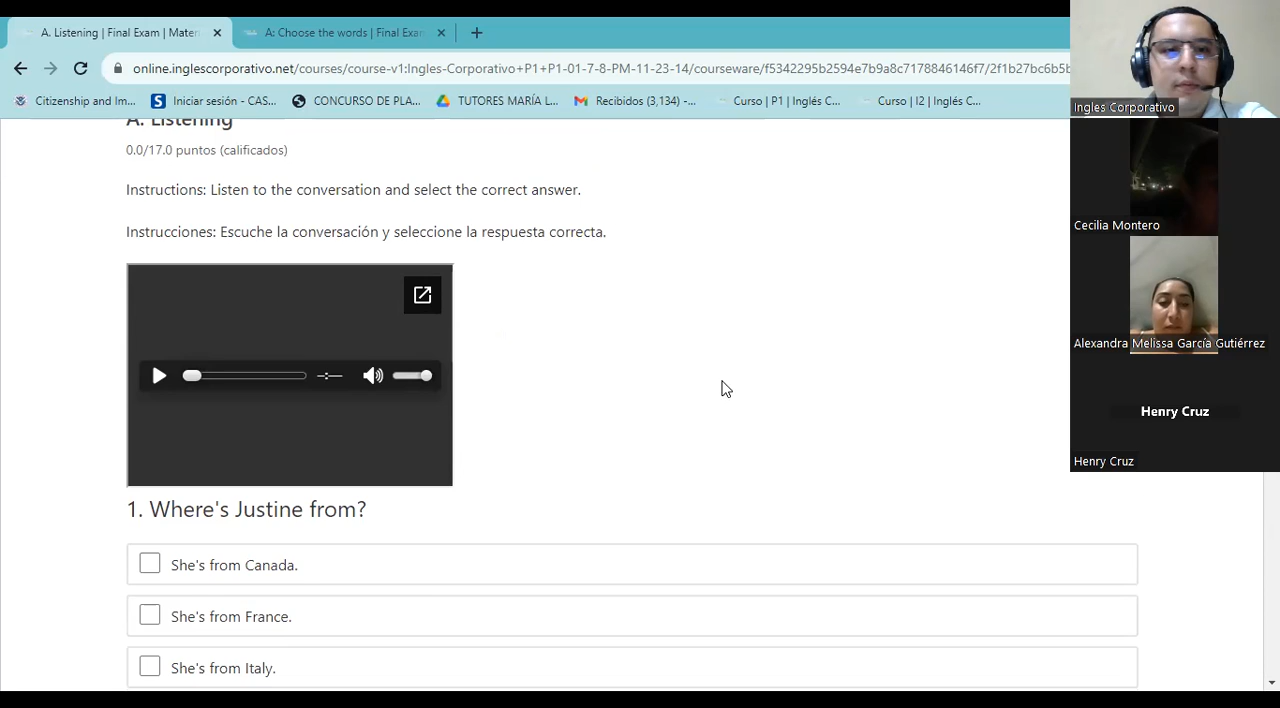 A. Listening | Final Exam | Mater
A: Choose the words | Final Exar
online.inglescorporativo.net/courses/course-v1:Ingles-Corporativo+P1+P1-01-7-8-PM-11-23-14/courseware/f5342295b2594e7b9a8c7178846146f7/2f1b27bc6b5b
Citizenship and Im...
Iniciar sesión - CAS...
CONCURSO DE PLA...
TUTORES MARÍA L...
Recibidos (3,134) -...
Curso | P1 | Inglés C...
Curso | I2 | Inglés C...
A. Listening
0.0/17.0 puntos (calificados)
Instructions: Listen to the conversation and select the correct answer.
Instrucciones: Escuche la conversación y seleccione la respuesta correcta.
-:--
1. Where's Justine from?
She's from Canada.
She's from France.
She's from Italy.
Ingles Corporativo
Cecilia Montero
Alexandra Melissa García Gutiérrez
Henry Cruz
Henry Cruz